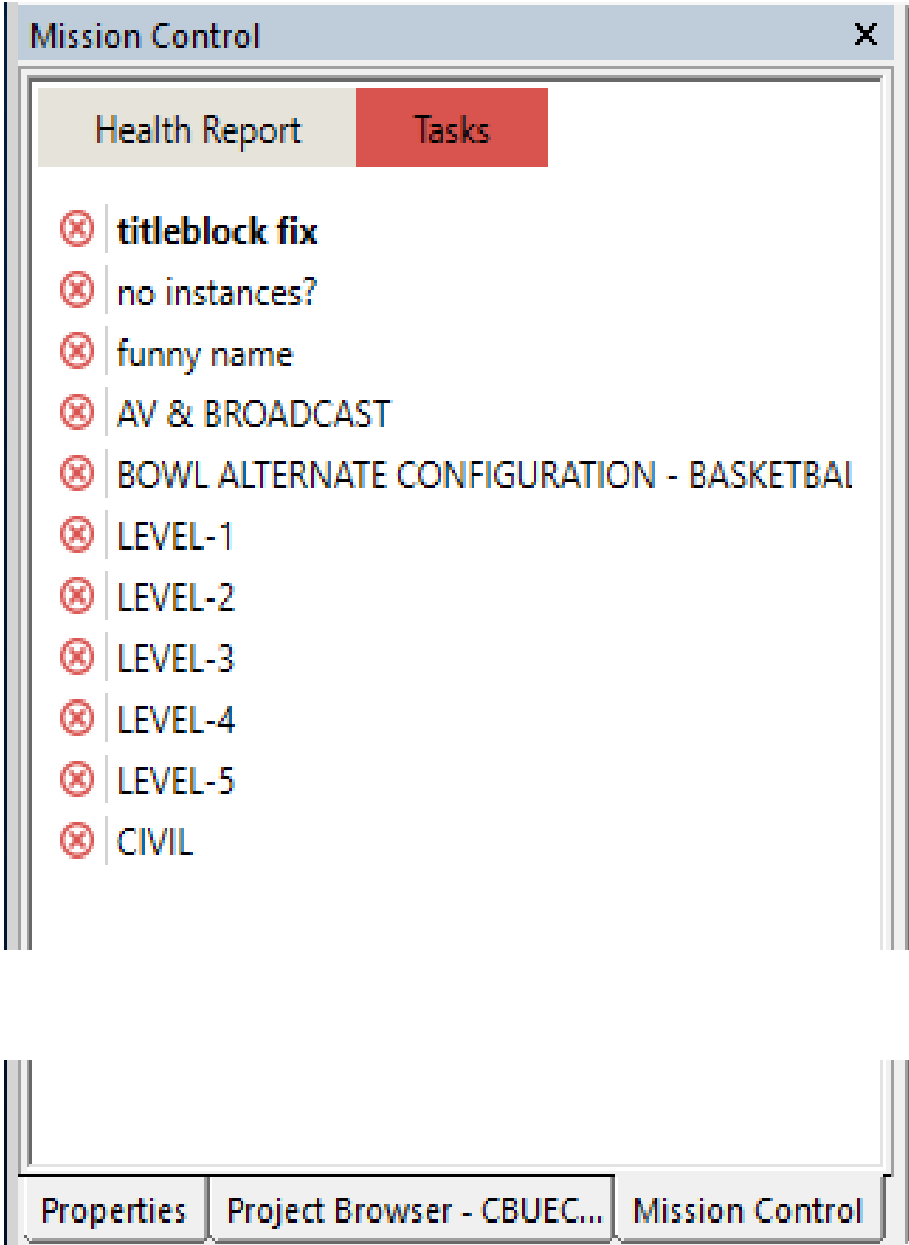 Mission Control
Health Report Tasks
titleblock fix
no instances?
funny name
AV & BROADCAST
BOWL ALTERNATE CONFIGURATION - BASKETBAL
LEVEL-1
LEVEL-2
LEVEL-3
LEVEL-4
LEVEL-5
CIVIL
Properties Project Browser - CBUEC... Mission Control